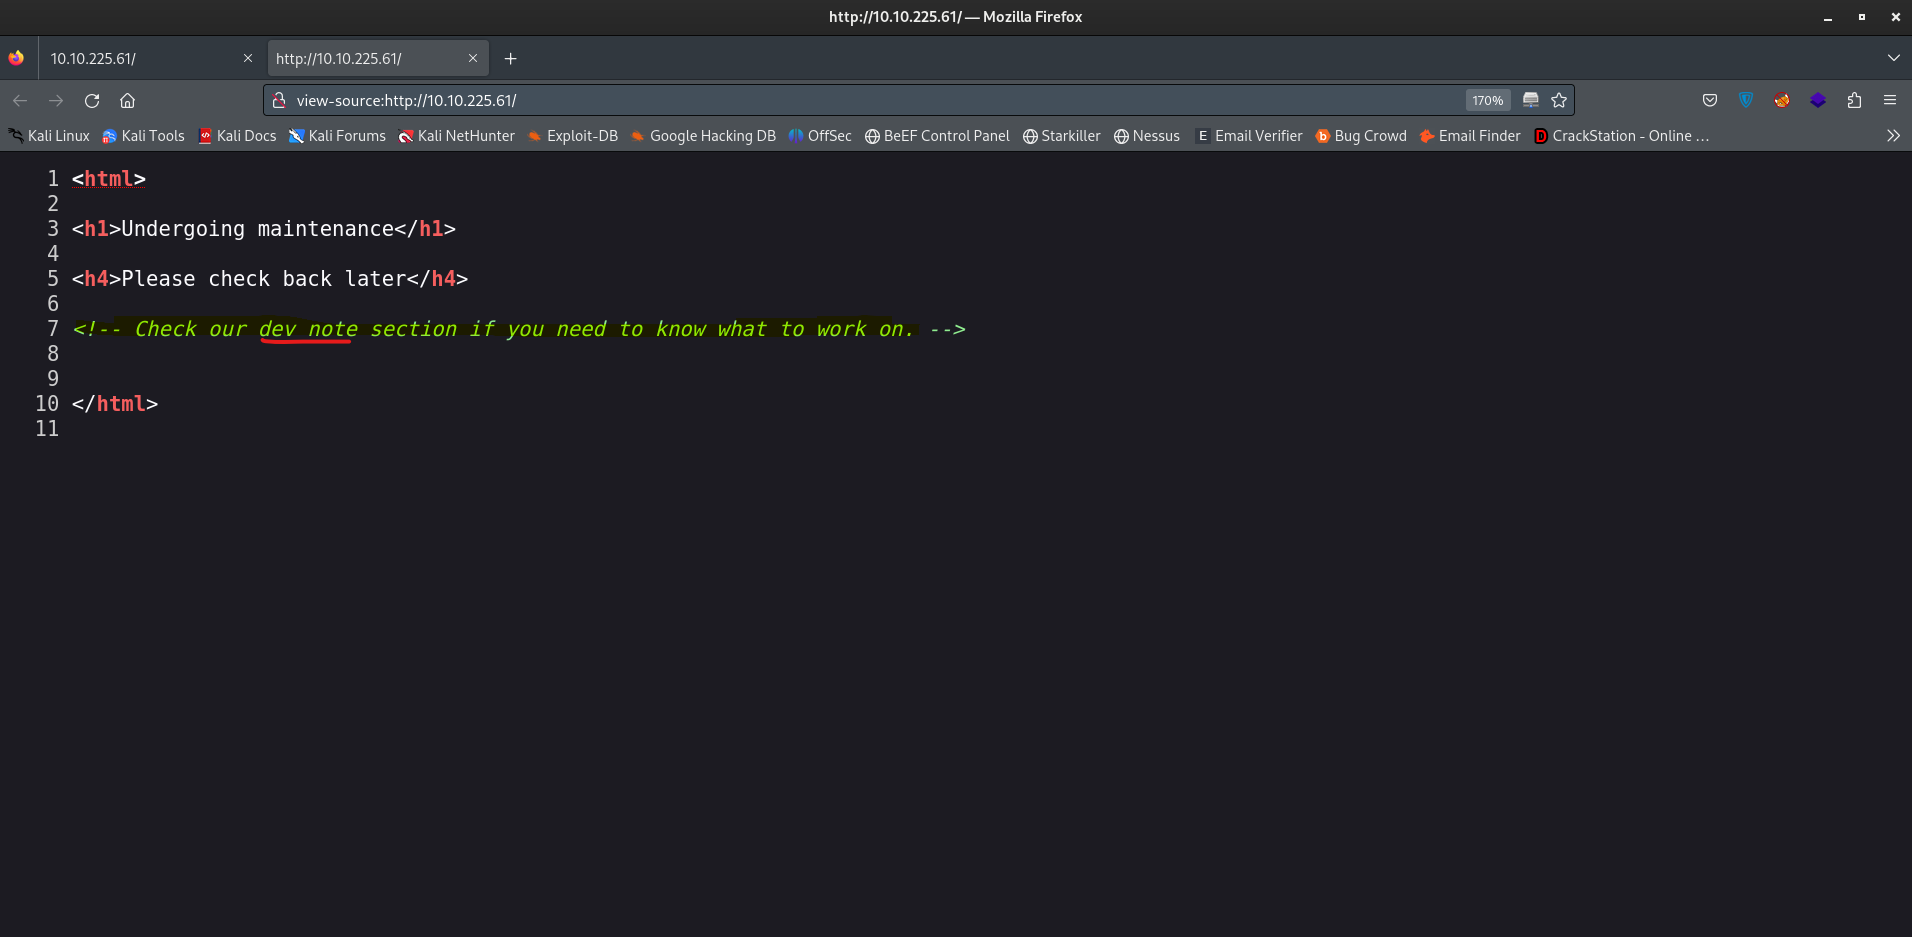 http://10.10.225.61/ — Mozilla Firefox
10.10.225.61/ http://10.10.225.61/
view-source:http://10.10.225.61/ 170%
Kali Linux Kali Tools Kali Docs Kali Forums Kali NetHunter Exploit-DB Google Hacking DB OffSec BeEF Control Panel Starkiller Nessus E Email Verifier b Bug Crowd Email Finder D CrackStation - Online …
1 <html>
2
3 <h1>Undergoing maintenance</h1>
4
5 <h4>Please check back later</h4>
6
7 <!-- Check our dev note section if you need to know what to work on. -->
8
9
10 </html>
11